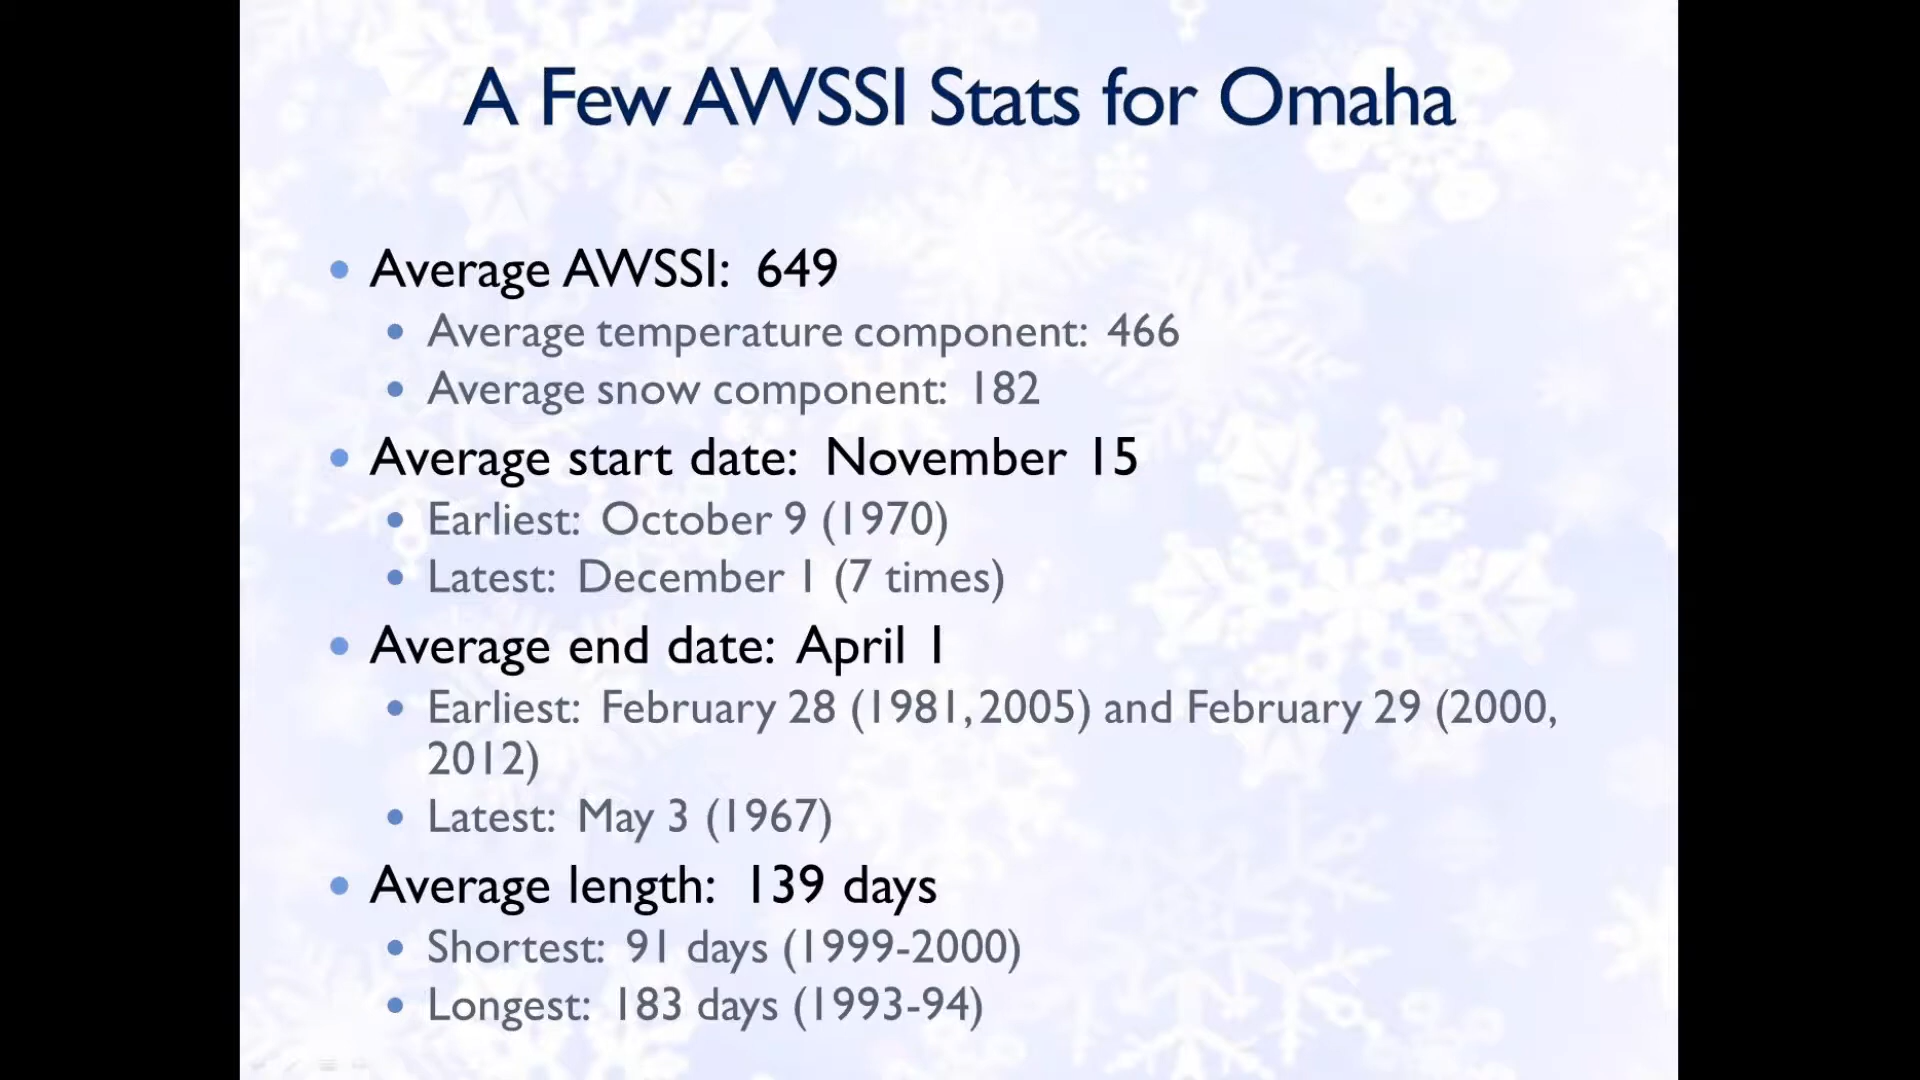 A Few AWSSI Stats for Omaha
Average AWSSI: 649
Average temperature component: 466
Average snow component: 182
Average start date: November 15
Earliest: October 9 (1970)
Latest: December 1 (7 times)
Average end date: April 1
Earliest: February 28 (1981, 2005) and February 29 (2000,
2012)
Latest: May 3 (1967)
Average length: 139 days
Shortest: 91 days (1999-2000)
Longest: 183 days (1993-94)